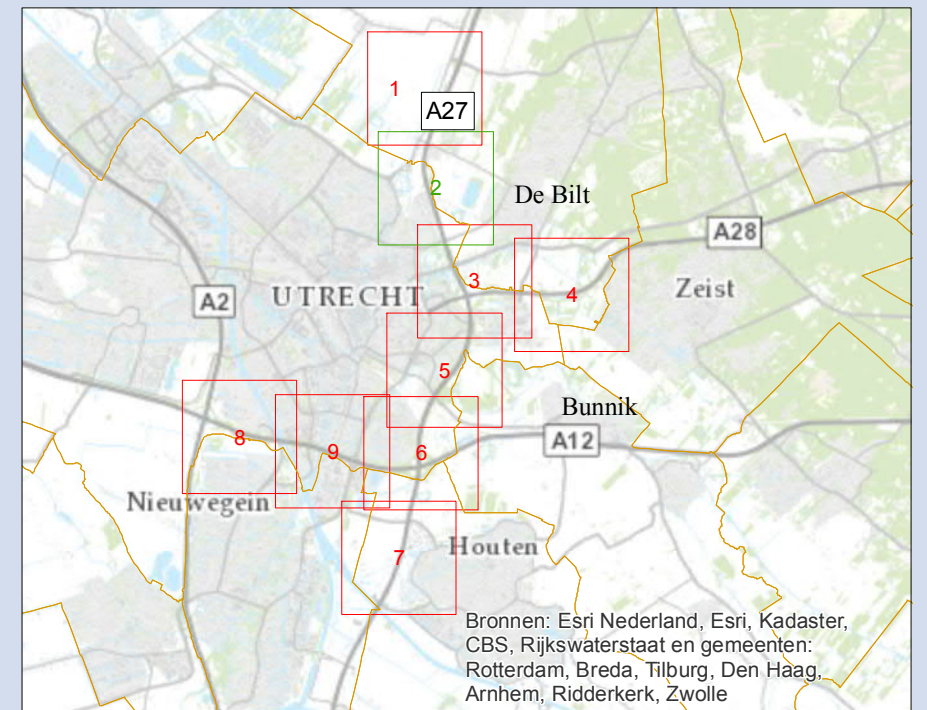 1
A27
2
De Bilt
A28
3
4
Zeist
A2
UTRECHT
5
Bunnik
8
9
6
A12
Nieuwegein
7
Houten
Bronnen: Esri Nederland, Esri, Kadaster,
CBS, Rijkswaterstaat en gemeenten:
Rotterdam, Breda, Tilburg, Den Haag,
Arnhem, Ridderkerk, Zwolle